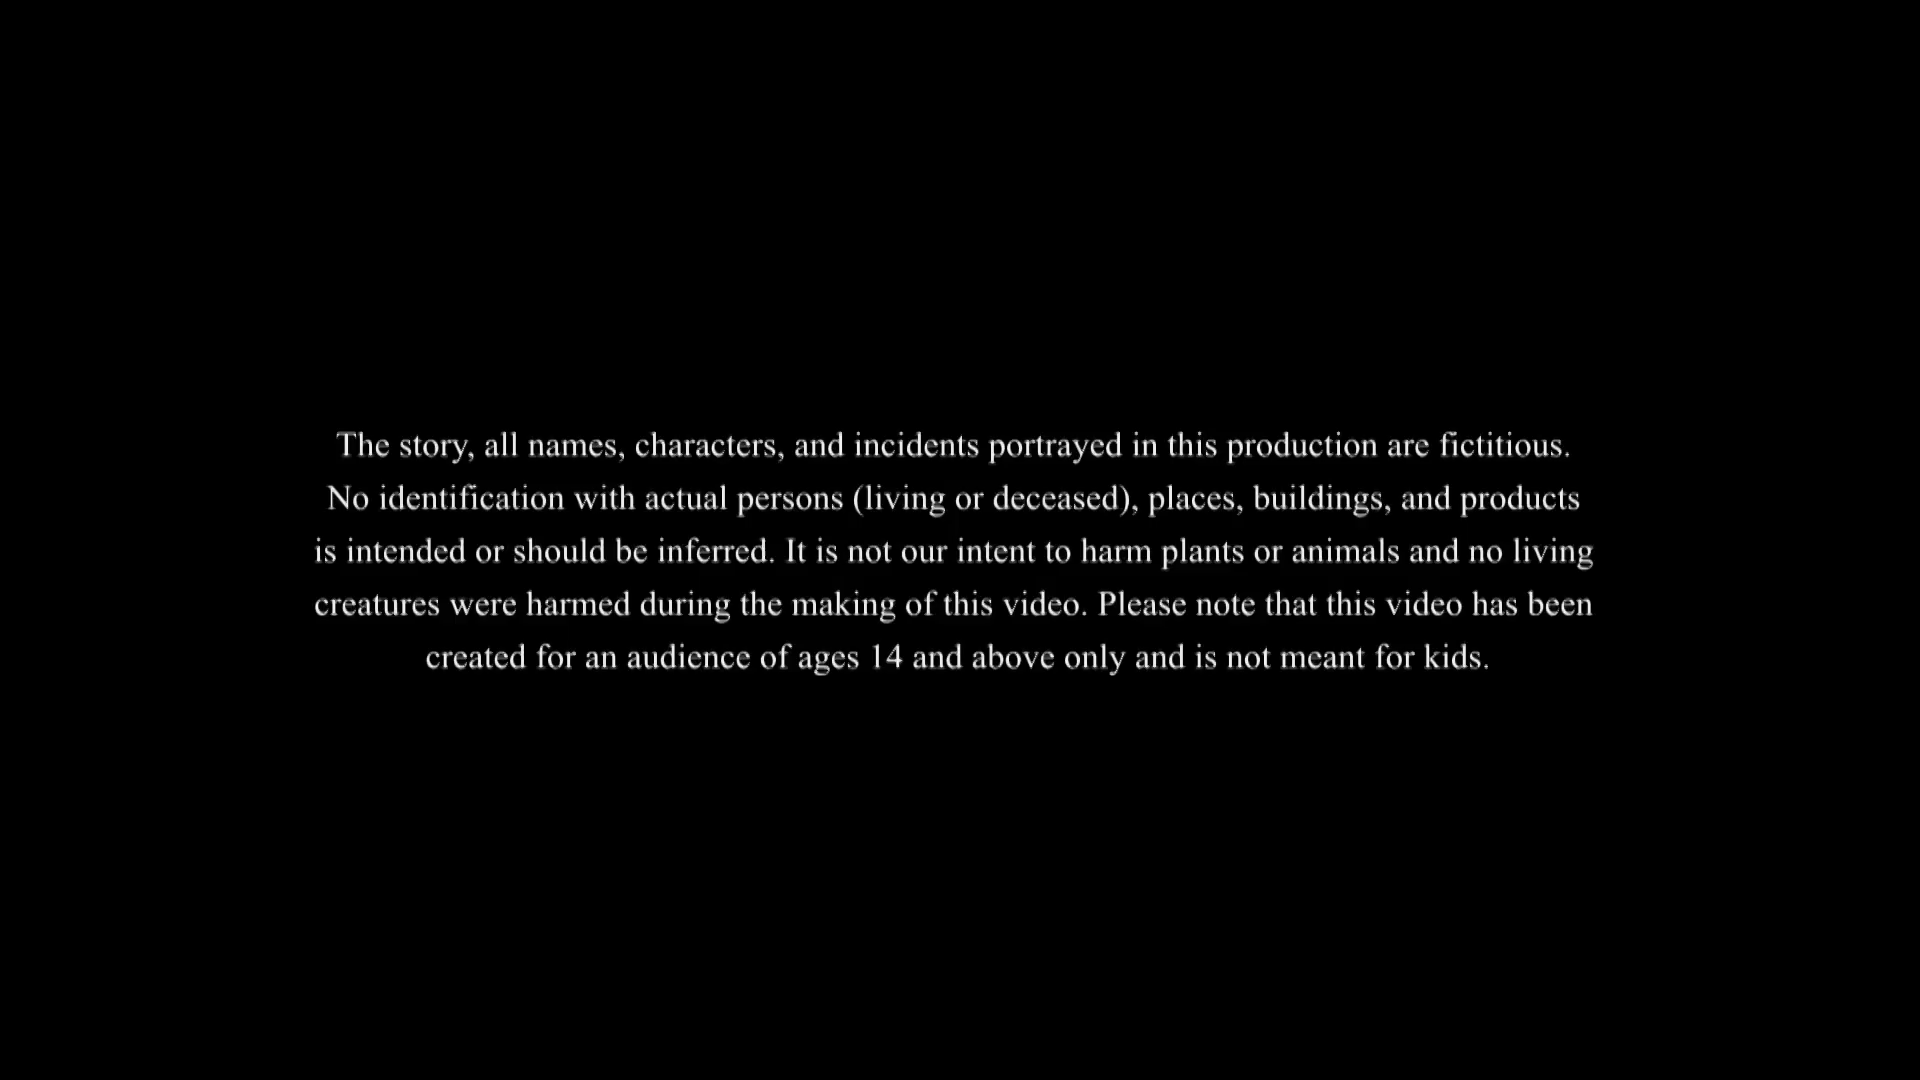 The story, all names, characters, and incidents portrayed in this production are fictitious.
No identification with actual persons (living or deceased), places, buildings, and products
is intended or should be inferred. It is not our intent to harm plants or animals and no living
creatures were harmed during the making of this video. Please note that this video has been
created for an audience of ages 14 and above only and is not meant for kids.